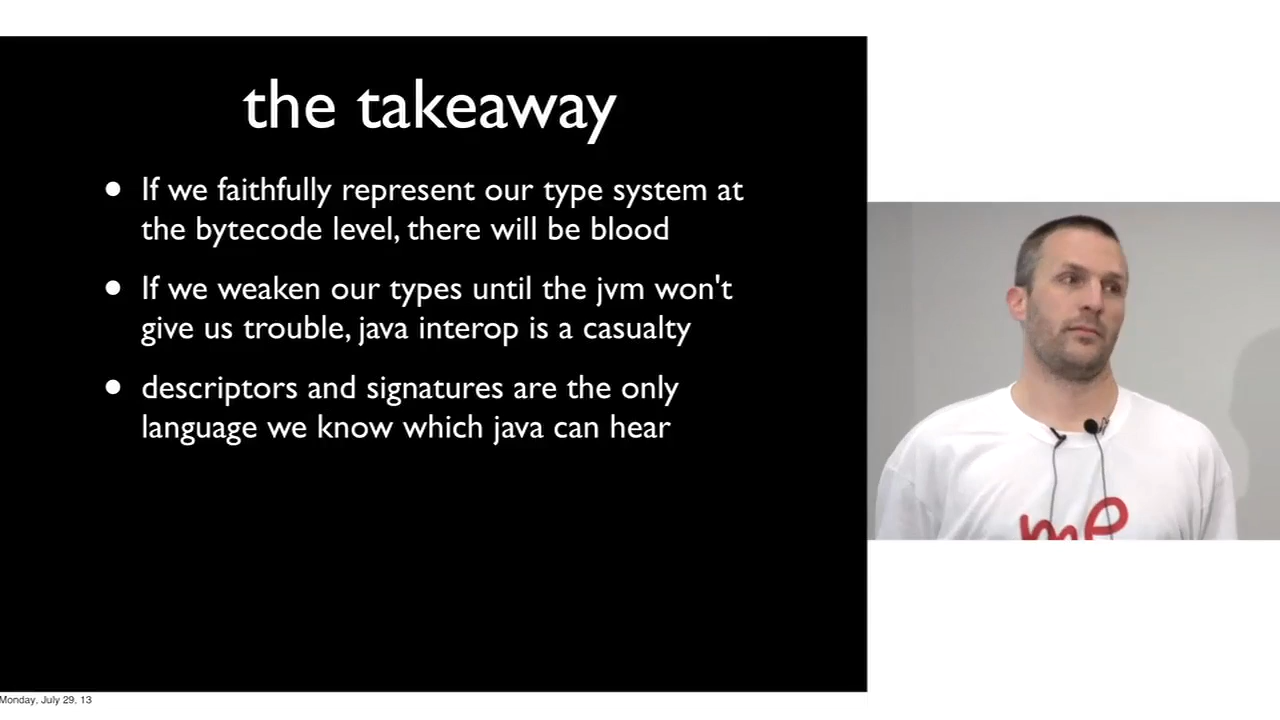 the takeaway
• If we faithfully represent our type system at
the bytecode level, there will be blood
• If we weaken our types until the jvm won't
give us trouble, java interop is a casualty
• descriptors and signatures are the only
language we know which java can hear
me
Monday, July 29, 13